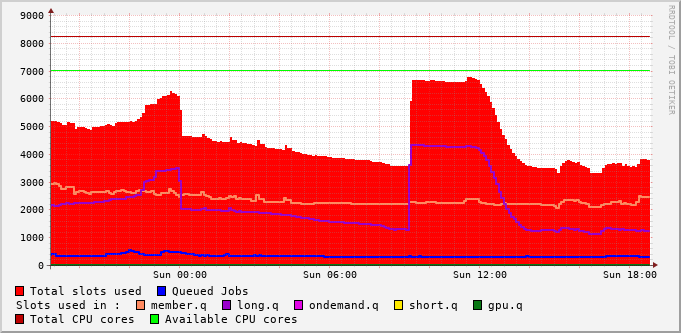 9000
8000
7000
6000
5000
4000
3000
2000
1000
0
Sun 00:00 Sun 06:00 Sun 12:00 Sun 18:00
Total slots used Queued Jobs
Slots used in : member.q long.q ondemand.q short.q gpu.q
Total CPU cores Available CPU cores
RRDTOOL / TOBI OETIKER